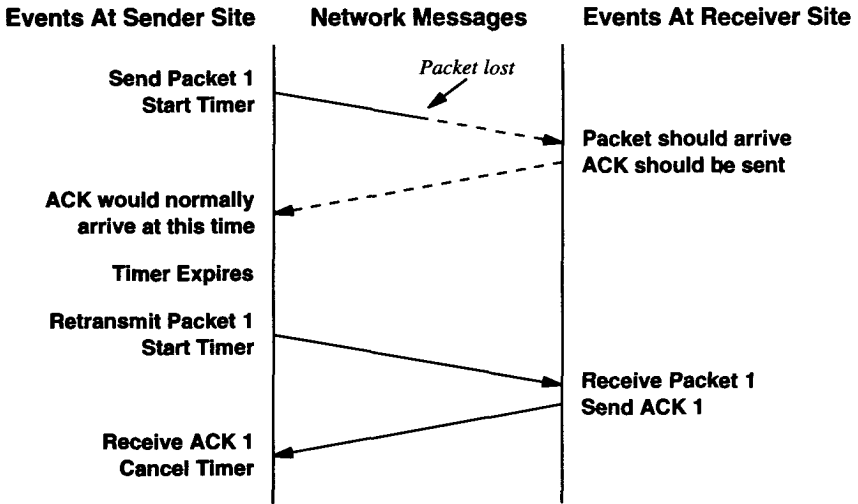 Events At Sender Site
Network Messages
Events At Receiver Site
Send Packet 1
Start Timer
Packet lost
Packet should arrive
ACK should be sent
ACK would normally
arrive at this time
Timer Expires
Retransmit Packet 1
Start Timer
Receive Packet 1
Send ACK 1
Receive ACK 1
Cancel Timer